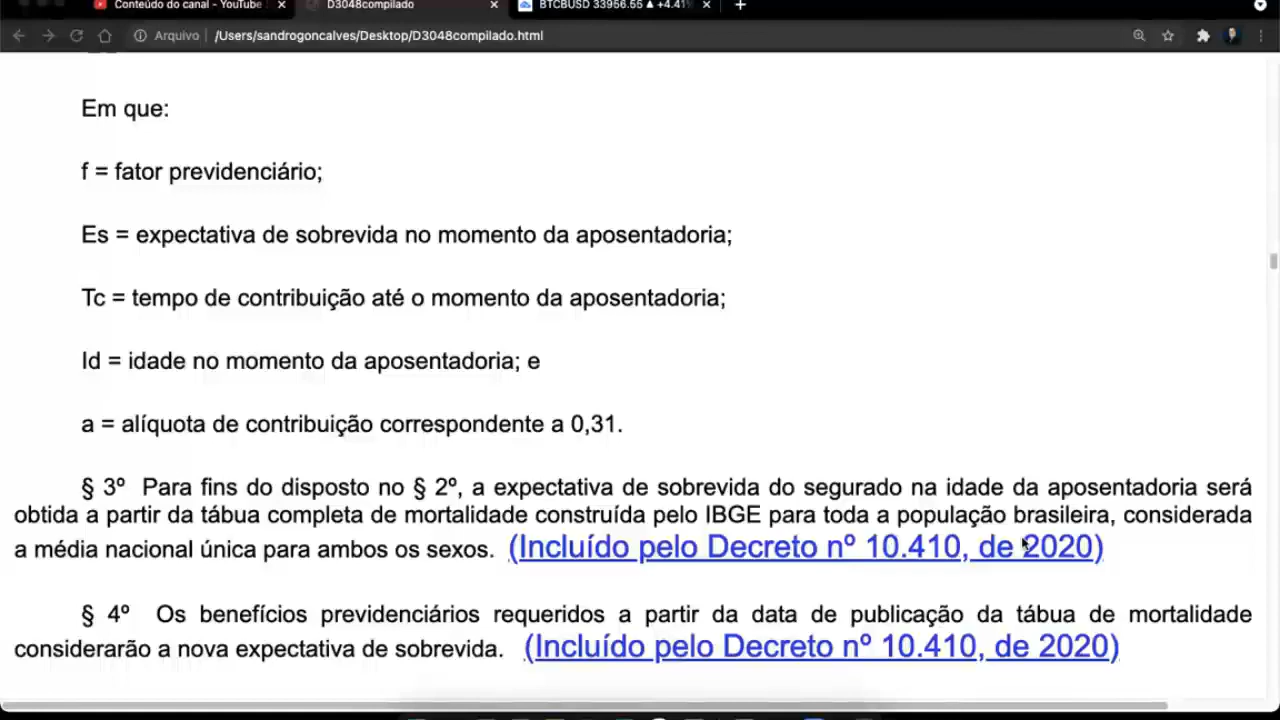 Conteúdo do canal - YouTube
D3048compilado
BTCBUSD 33956.55 ▲ +4.41%
Arquivo | /Users/sandrogoncalves/Desktop/D3048compilado.html
Em que:
f = fator previdenciário;
Es = expectativa de sobrevida no momento da aposentadoria;
Tc = tempo de contribuição até o momento da aposentadoria;
Id = idade no momento da aposentadoria; e
a = alíquota de contribuição correspondente a 0,31.
§ 3º Para fins do disposto no § 2º, a expectativa de sobrevida do segurado na idade da aposentadoria será
obtida a partir da tábua completa de mortalidade construída pelo IBGE para toda a população brasileira, considerada
a média nacional única para ambos os sexos. (Incluído pelo Decreto nº 10.410, de 2020)
§ 4º Os benefícios previdenciários requeridos a partir da data de publicação da tábua de mortalidade
considerarão a nova expectativa de sobrevida. (Incluído pelo Decreto nº 10.410, de 2020)